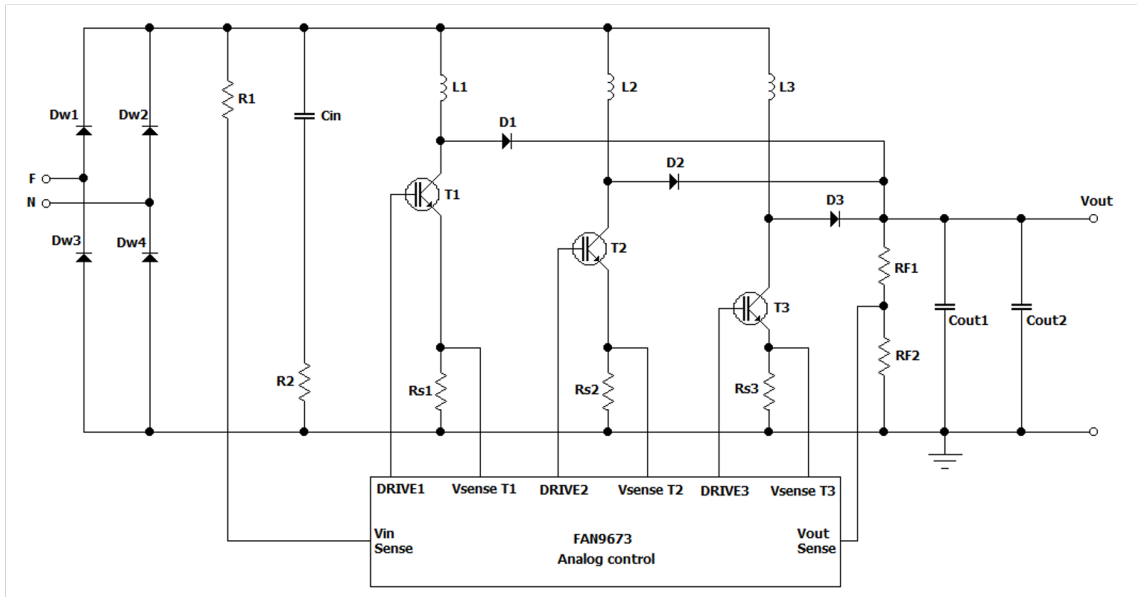 Dw1
Dw2
R1
Cin
L1
L2
L3
D1
D2
D3
F
N
T1
Vout
Dw3
Dw4
T2
RF1
T3
Cout1
Cout2
R2
Rs1
Rs2
Rs3
RF2
DRIVE1
Vsense T1
DRIVE2
Vsense T2
DRIVE3
Vsense T3
Vin
Sense
FAN9673
Analog control
Vout
Sense